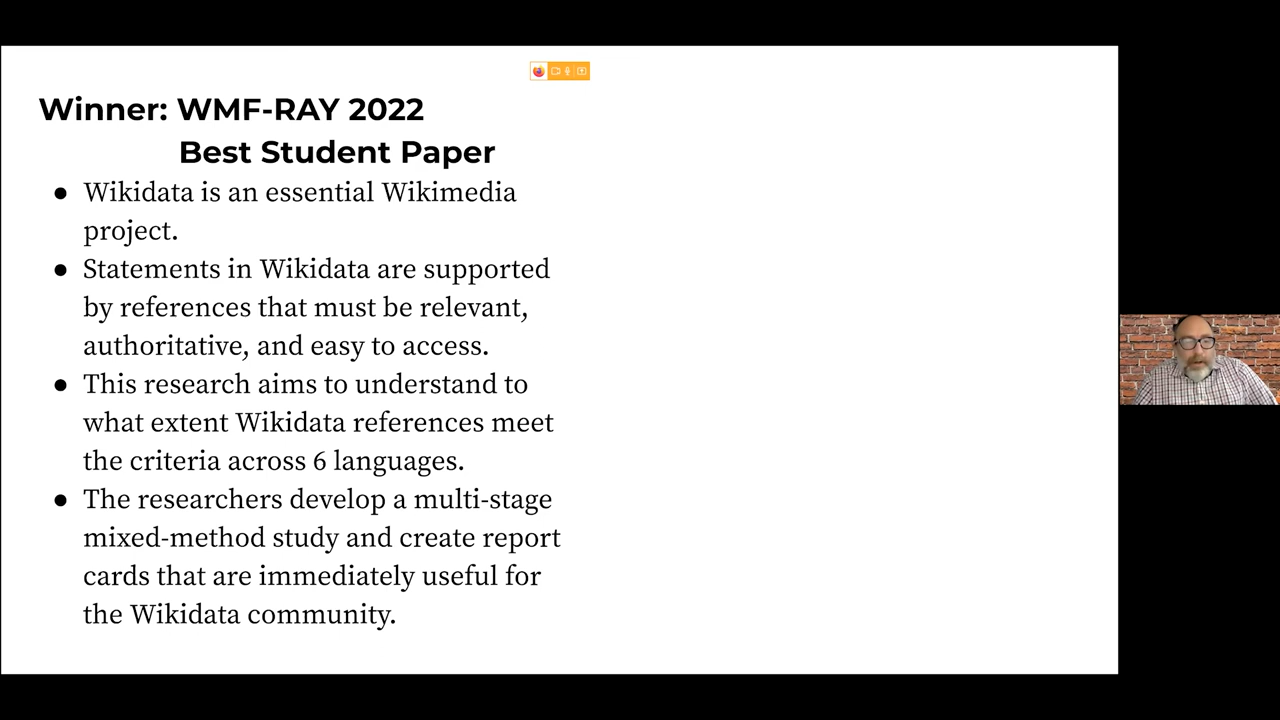 Winner: WMF-RAY 2022
Best Student Paper
● Wikidata is an essential Wikimedia
project.
● Statements in Wikidata are supported
by references that must be relevant,
authoritative, and easy to access.
● This research aims to understand to
what extent Wikidata references meet
the criteria across 6 languages.
● The researchers develop a multi-stage
mixed-method study and create report
cards that are immediately useful for
the Wikidata community.